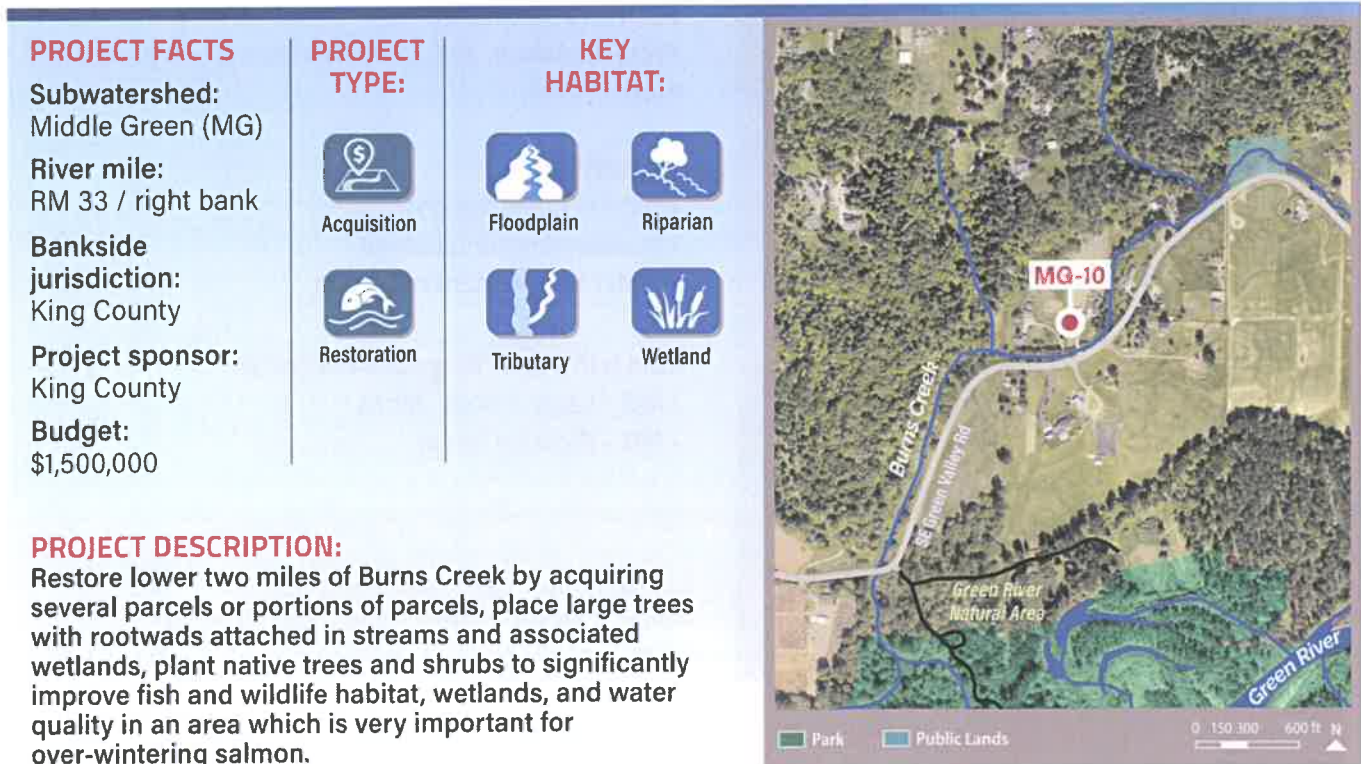 PROJECT FACTS
Subwatershed:
Middle Green (MG)
River mile:
RM 33 / right bank
Bankside
jurisdiction:
King County
Project sponsor:
King County
Budget:
$1,500,000
PROJECT
TYPE:
Acquisition
Restoration
KEY
HABITAT:
Floodplain
Riparian
Tributary
Wetland
PROJECT DESCRIPTION:
Restore lower two miles of Burns Creek by acquiring
several parcels or portions of parcels, place large trees
with rootwads attached in streams and associated
wetlands, plant native trees and shrubs to significantly
improve fish and wildlife habitat, wetlands, and water
quality in an area which is very important for
over-wintering salmon.
MG-10
Burns Creek
SE Green Valley Rd
Green River
Natural Area
Green River
Park
Public Lands
0 150 300 600 ft N